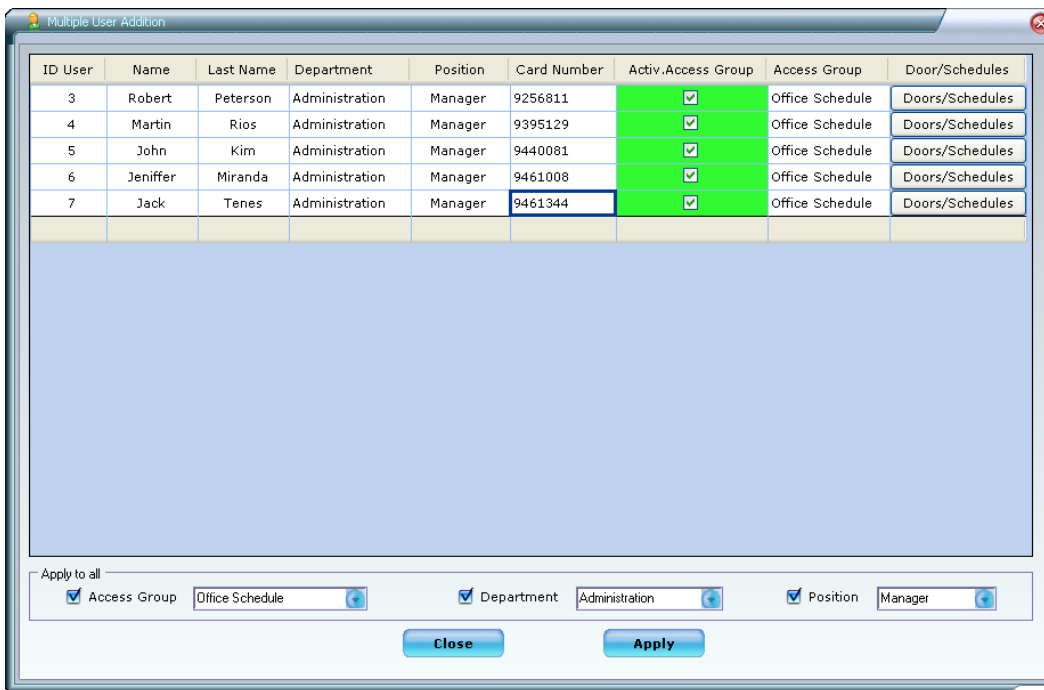 Multiple User Addition
ID User Name Last Name Department Position Card Number Activ.Access Group Access Group Door/Schedules
3 Robert Peterson Administration Manager 9256811 Office Schedule Doors/Schedules
4 Martin Rios Administration Manager 9395129 Office Schedule Doors/Schedules
5 John Kim Administration Manager 9440081 Office Schedule Doors/Schedules
6 Jeniffer Miranda Administration Manager 9461008 Office Schedule Doors/Schedules
7 Jack Tenes Administration Manager 9461344 Office Schedule Doors/Schedules
Apply to all
Access Group Office Schedule Department Administration Position Manager
Close Apply